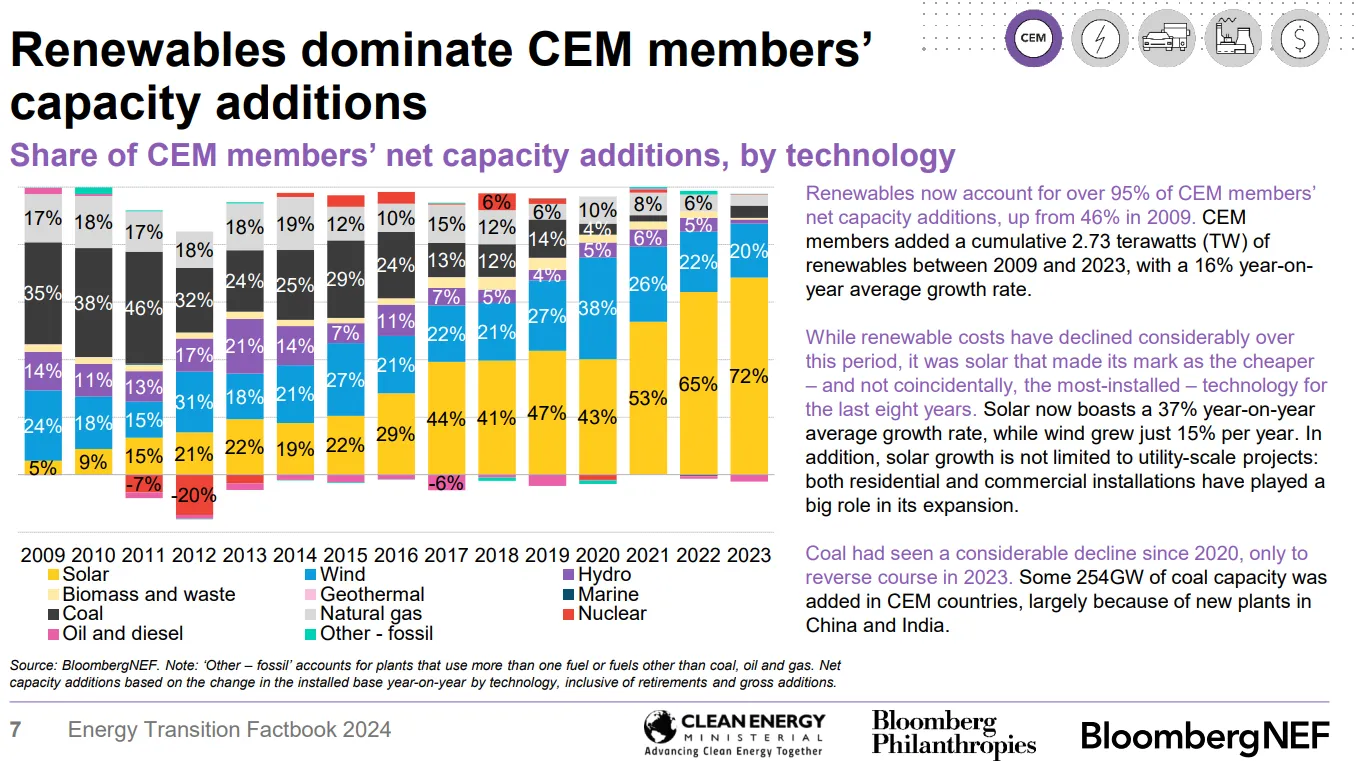 Renewables dominate CEM members’
capacity additions
CEM
$
Share of CEM members’ net capacity additions, by technology
17% 18% 17% 18% 18% 19% 12% 10% 15% 6% 6% 10% 8% 6%
35% 38% 46% 32% 24% 25% 29% 24% 13% 12% 12% 14% 4%
14% 11% 13% 17% 21% 14% 7% 11% 7% 5% 4% 5% 6% 5%
24% 18% 15% 31% 18% 21% 27% 21% 22% 21% 27% 38% 26% 22% 20%
5% 9% 15% 21% 22% 19% 22% 29% 44% 41% 47% 43% 53% 65% 72%
-7% -20% -6%
2009 2010 2011 2012 2013 2014 2015 2016 2017 2018 2019 2020 2021 2022 2023
Solar Wind Hydro
Biomass and waste Geothermal Marine
Coal Natural gas Nuclear
Oil and diesel Other - fossil
Source: BloombergNEF. Note: ‘Other – fossil’ accounts for plants that use more than one fuel or fuels other than coal, oil and gas. Net
capacity additions based on the change in the installed base year-on-year by technology, inclusive of retirements and gross additions.
Renewables now account for over 95% of CEM members’
net capacity additions, up from 46% in 2009. CEM
members added a cumulative 2.73 terawatts (TW) of
renewables between 2009 and 2023, with a 16% year-on-
year average growth rate.
While renewable costs have declined considerably over
this period, it was solar that made its mark as the cheaper
– and not coincidentally, the most-installed – technology for
the last eight years. Solar now boasts a 37% year-on-year
average growth rate, while wind grew just 15% per year. In
addition, solar growth is not limited to utility-scale projects:
both residential and commercial installations have played a
big role in its expansion.
Coal had seen a considerable decline since 2020, only to
reverse course in 2023. Some 254GW of coal capacity was
added in CEM countries, largely because of new plants in
China and India.
7 Energy Transition Factbook 2024
CLEAN ENERGY
MINISTERIAL
Advancing Clean Energy Together
Bloomberg
Philanthropies
BloombergNEF